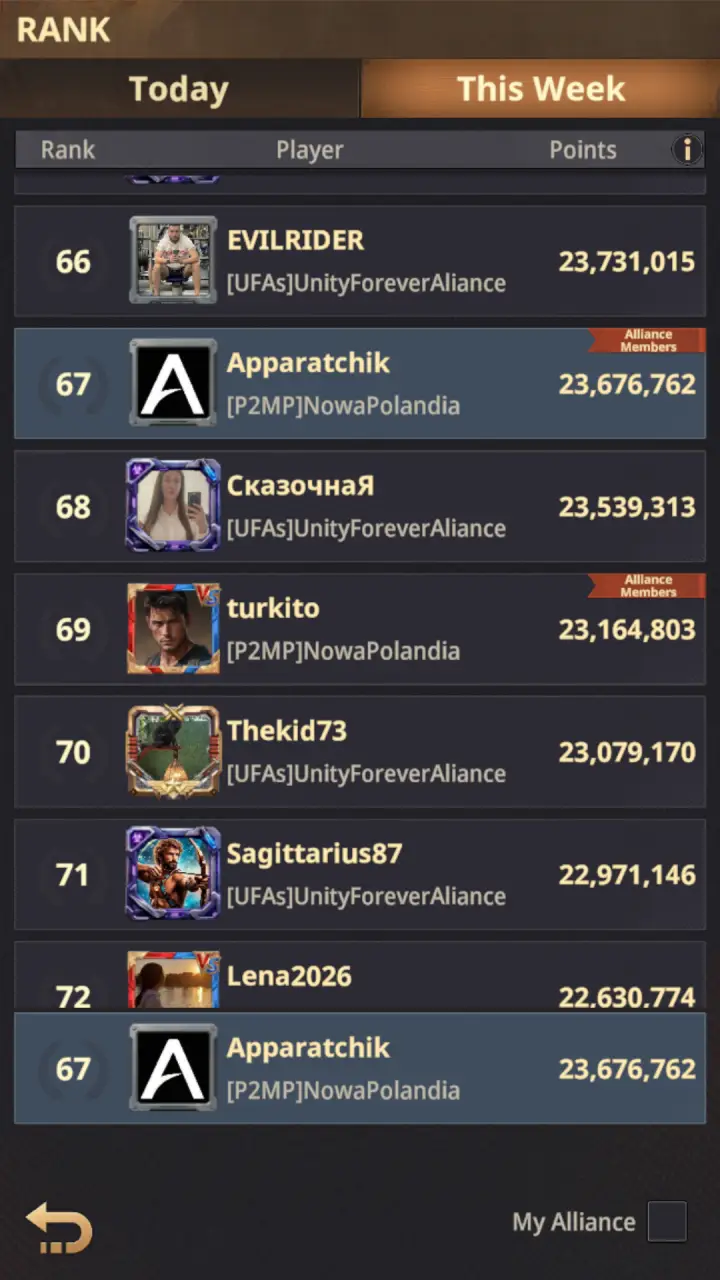 RANK
Today
This Week
Rank
Player
Points
66
EVILRIDER
[UFAs]UnityForeverAliance
23,731,015
67
Apparatchik
[P2MP]NowaPolandia
Alliance
Members
23,676,762
68
СказочнаЯ
[UFAs]UnityForeverAliance
23,539,313
69
turkito
[P2MP]NowaPolandia
Alliance
Members
23,164,803
70
Thekid73
[UFAs]UnityForeverAliance
23,079,170
71
Sagittarius87
[UFAs]UnityForeverAliance
22,971,146
72
Lena2026
22,630,774
67
Apparatchik
[P2MP]NowaPolandia
23,676,762
My Alliance